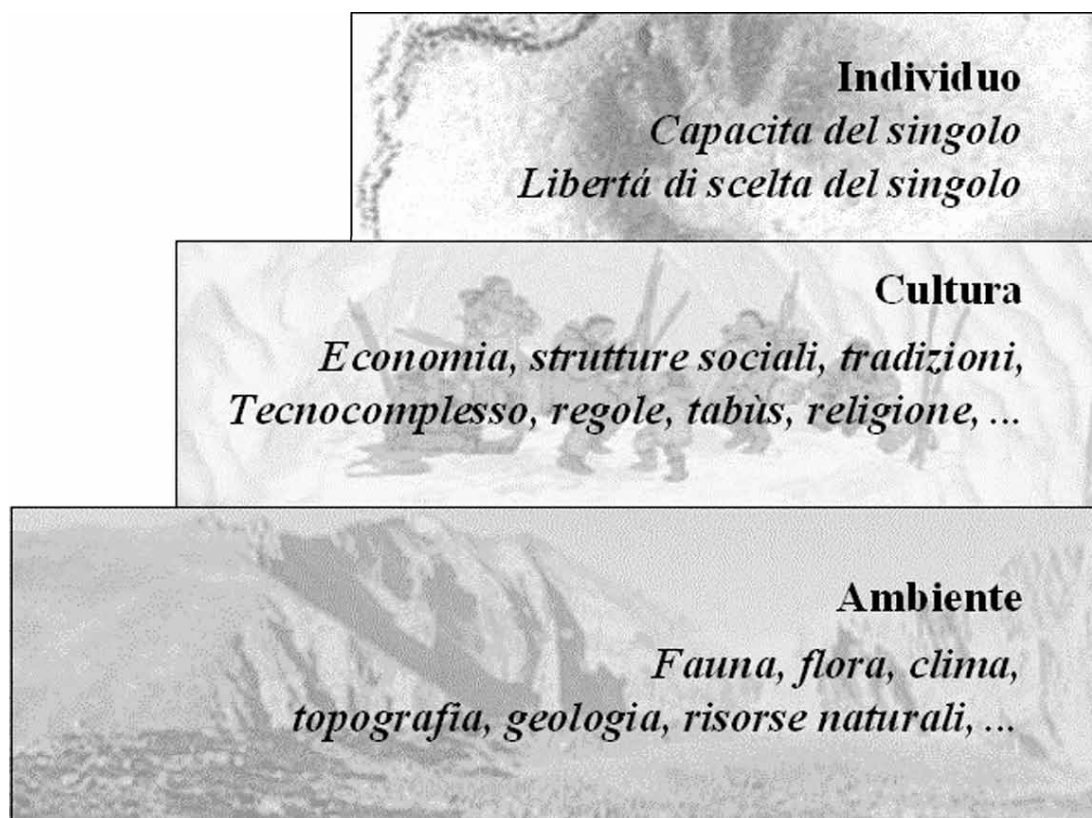 Individuo
Capacita del singolo
Libertá di scelta del singolo
Cultura
Economia, strutture sociali, tradizioni,
Tecnocomplesso, regole, tabùs, religione, ...
Ambiente
Fauna, flora, clima,
topografia, geologia, risorse naturali, ...